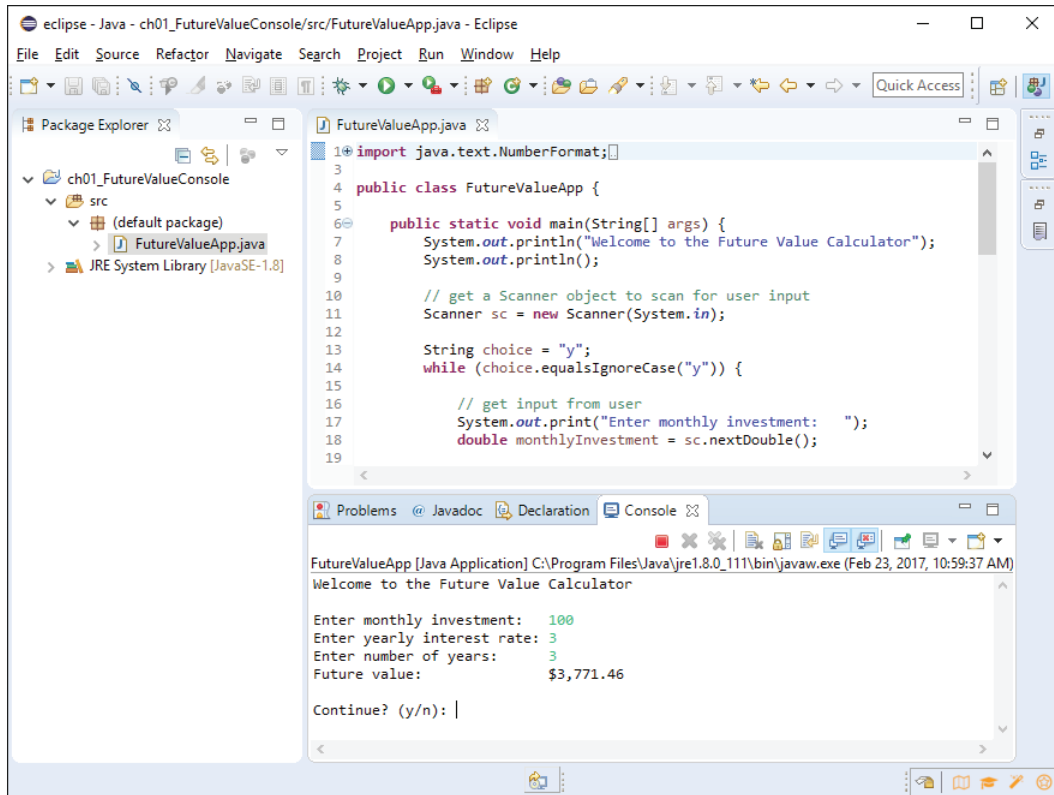 eclipse - Java - ch01_FutureValueConsole/src/FutureValueApp.java - Eclipse
File Edit Source Refactor Navigate Search Project Run Window Help
Quick Access
Package Explorer
ch01_FutureValueConsole
src
(default package)
FutureValueApp.java
JRE System Library [JavaSE-1.8]
FutureValueApp.java
1 import java.text.NumberFormat;
3
4 public class FutureValueApp {
5
6 public static void main(String[] args) {
7 System.out.println("Welcome to the Future Value Calculator");
8 System.out.println();
9
10 // get a Scanner object to scan for user input
11 Scanner sc = new Scanner(System.in);
12
13 String choice = "y";
14 while (choice.equalsIgnoreCase("y")) {
15
16 // get input from user
17 System.out.print("Enter monthly investment:   ");
18 double monthlyInvestment = sc.nextDouble();
19
Problems @ Javadoc Declaration Console
FutureValueApp [Java Application] C:\Program Files\Java\jre1.8.0_111\bin\javaw.exe (Feb 23, 2017, 10:59:37 AM)
Welcome to the Future Value Calculator
Enter monthly investment:   100
Enter yearly interest rate: 3
Enter number of years:      3
Future value:               $3,771.46
Continue? (y/n):